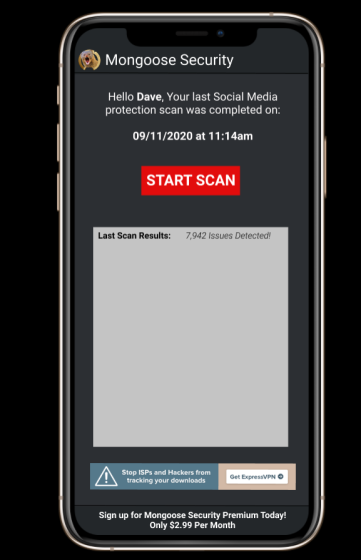 Mongoose Security
Hello Dave, Your last Social Media
protection scan was completed on:
09/11/2020 at 11:14am
START SCAN
Last Scan Results: 7,942 Issues Detected!
Stop ISPs and Hackers from
tracking your downloads
Get ExpressVPN
Sign up for Mongoose Security Premium Today!
Only $2.99 Per Month